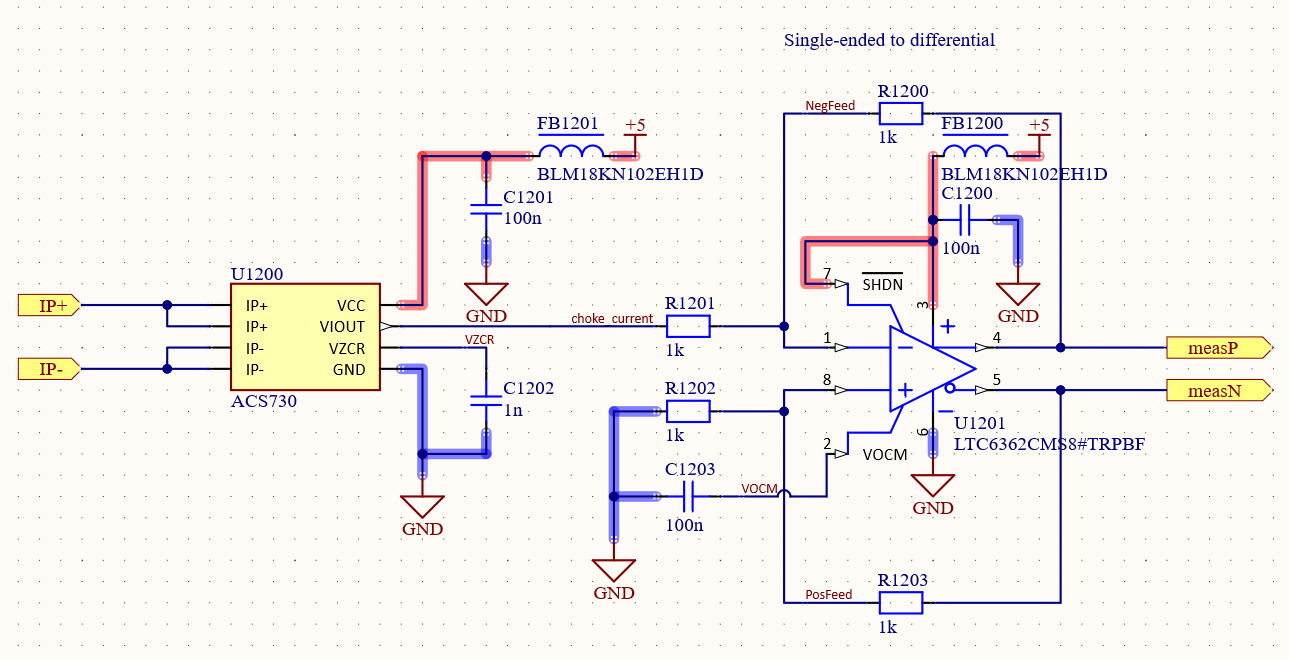 Single-ended to differential
R1200
NegFeed
1k
FB1201
+5
FB1200
+5
BLM18KN102EH1D
BLM18KN102EH1D
C1201
100n
C1200
100n
GND
GND
U1200
7
SHDN
3
IP+
IP+
VCC
R1201
IP+
VIOUT
choke_current
1k
IP-
VZCR
VZCR
1
4
measP
IP-
IP-
GND
ACS730
C1202
1n
R1202
1k
8
5
measN
U1201
LTC6362CMS8#TRPBF
2
VOCM
6
C1203
VOCM
100n
GND
GND
GND
R1203
PosFeed
1k